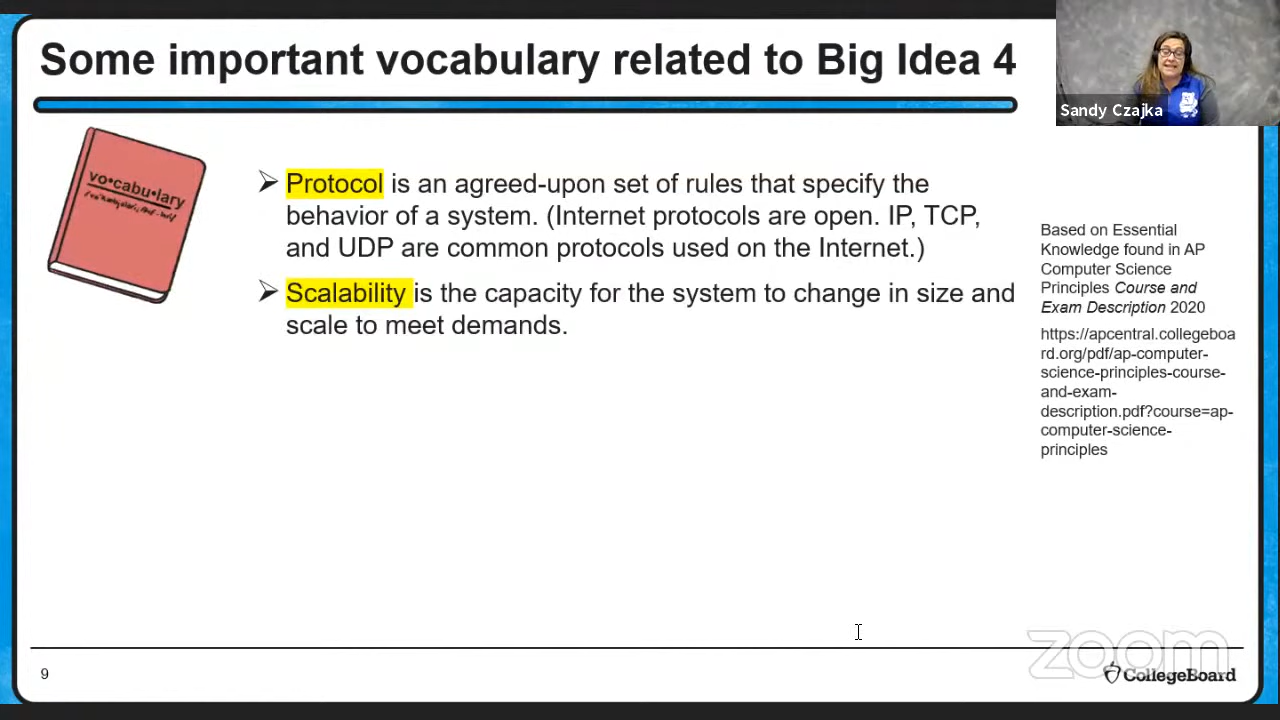 Some important vocabulary related to Big Idea 4
Sandy Czajka
vo•cabu•lary
➢ Protocol is an agreed-upon set of rules that specify the
behavior of a system. (Internet protocols are open. IP, TCP,
and UDP are common protocols used on the Internet.)
➢ Scalability is the capacity for the system to change in size and
scale to meet demands.
Based on Essential
Knowledge found in AP
Computer Science
Principles Course and
Exam Description 2020
https://apcentral.collegeboa
rd.org/pdf/ap-computer-
science-principles-course-
and-exam-
description.pdf?course=ap-
computer-science-
principles
9
zoom
CollegeBoard